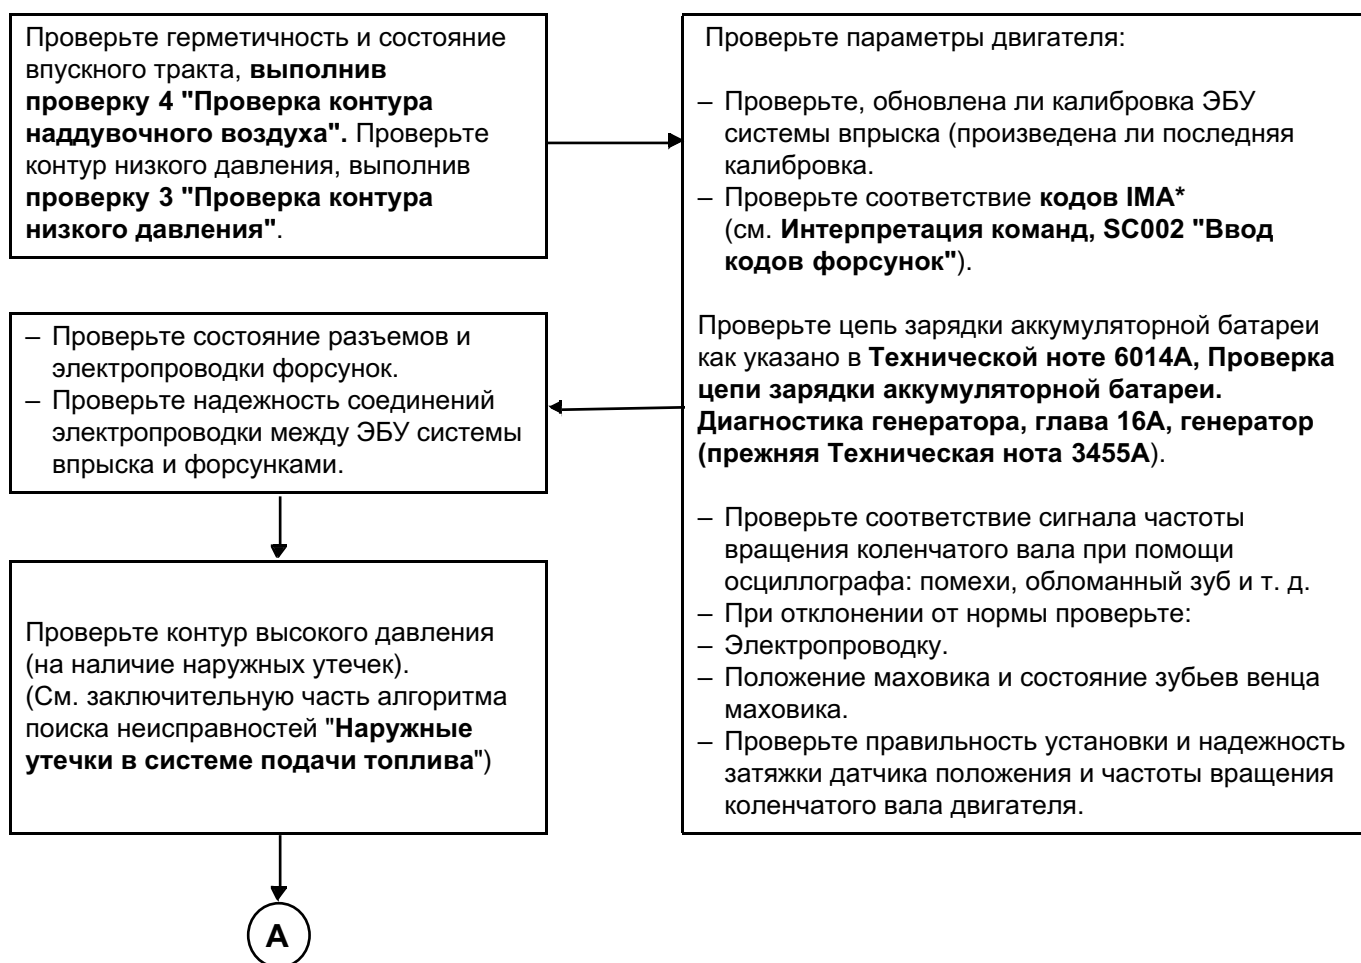 Проверьте герметичность и состояние
впускного тракта, выполнив
проверку 4 "Проверка контура
наддувочного воздуха". Проверьте
контур низкого давления, выполнив
проверку 3 "Проверка контура
низкого давления".
Проверьте параметры двигателя:
– Проверьте, обновлена ли калибровка ЭБУ
системы впрыска (произведена ли последняя
калибровка.
– Проверьте соответствие кодов IMA*
(см. Интерпретация команд, SC002 "Ввод
кодов форсунок").
Проверьте цепь зарядки аккумуляторной батареи
как указано в Технической ноте 6014A, Проверка
цепи зарядки аккумуляторной батареи.
Диагностика генератора, глава 16A, генератор
(прежняя Техническая нота 3455A).
– Проверьте соответствие сигнала частоты
вращения коленчатого вала при помощи
осциллографа: помехи, обломанный зуб и т. д.
– При отклонении от нормы проверьте:
– Электропроводку.
– Положение маховика и состояние зубьев венца
маховика.
– Проверьте правильность установки и надежность
затяжки датчика положения и частоты вращения
коленчатого вала двигателя.
– Проверьте состояние разъемов и
электропроводки форсунок.
– Проверьте надежность соединений
электропроводки между ЭБУ системы
впрыска и форсунками.
Проверьте контур высокого давления
(на наличие наружных утечек).
(См. заключительную часть алгоритма
поиска неисправностей "Наружные
утечки в системе подачи топлива")
A